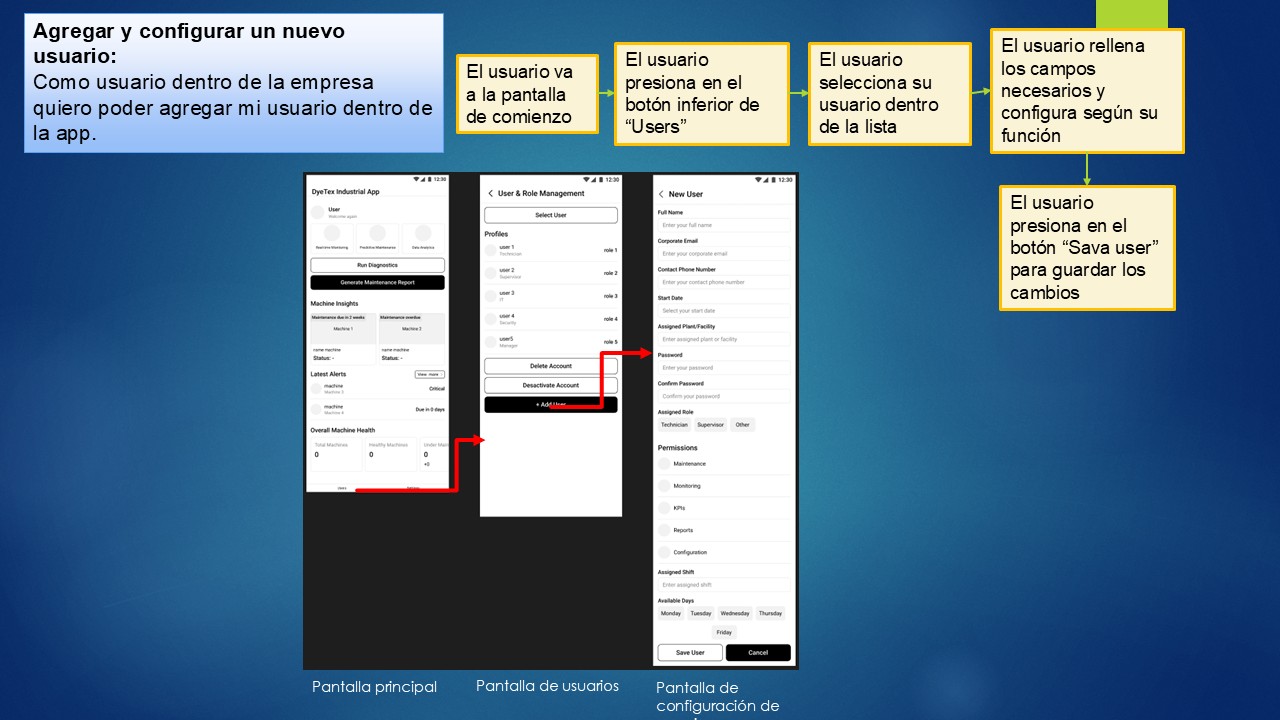 Agregar y configurar un nuevo
usuario:
Como usuario dentro de la empresa
quiero poder agregar mi usuario dentro de
la app.
El usuario va
a la pantalla
de comienzo
El usuario
presiona en el
botón inferior de
“Users”
El usuario
selecciona su
usuario dentro
de la lista
El usuario rellena
los campos
necesarios y
configura según su
función
El usuario
presiona en el
botón “Sava user”
para guardar los
cambios
12:30
DyeTex Industrial App
User
Welcome again
Real-time Monitoring
Predictive Maintenance
Data Analytics
Run Diagnostics
Generate Maintenance Report
Machine Insights
Maintenance due in 2 weeks
Maintenance overdue
Machine 1
Machine 2
name machine
name machine
Status: -
Status: -
Latest Alerts
View more
machine
Machine 3
Critical
machine
Machine 4
Due in 0 days
Overall Machine Health
Total Machines
Healthy Machines
Under Main
0
0
0
+0
Users
12:30
User & Role Management
Select User
Profiles
user 1
Technician
role 1
user 2
Supervisor
role 2
user 3
IT
role 3
user 4
Security
role 4
user5
Manager
role 5
Delete Account
Desactivate Account
+ Add User
12:30
New User
Full Name
Enter your full name
Corporate Email
Enter your corporate email
Contact Phone Number
Enter your contact phone number
Start Date
Select your start date
Assigned Plant/Facility
Enter assigned plant or facility
Password
Enter your password
Confirm Password
Confirm your password
Assigned Role
Technician
Supervisor
Other
Permissions
Maintenance
Monitoring
KPIs
Reports
Configuration
Assigned Shift
Enter assigned shift
Available Days
Monday
Tuesday
Wednesday
Thursday
Friday
Save User
Cancel
Pantalla principal
Pantalla de usuarios
Pantalla de
configuración de